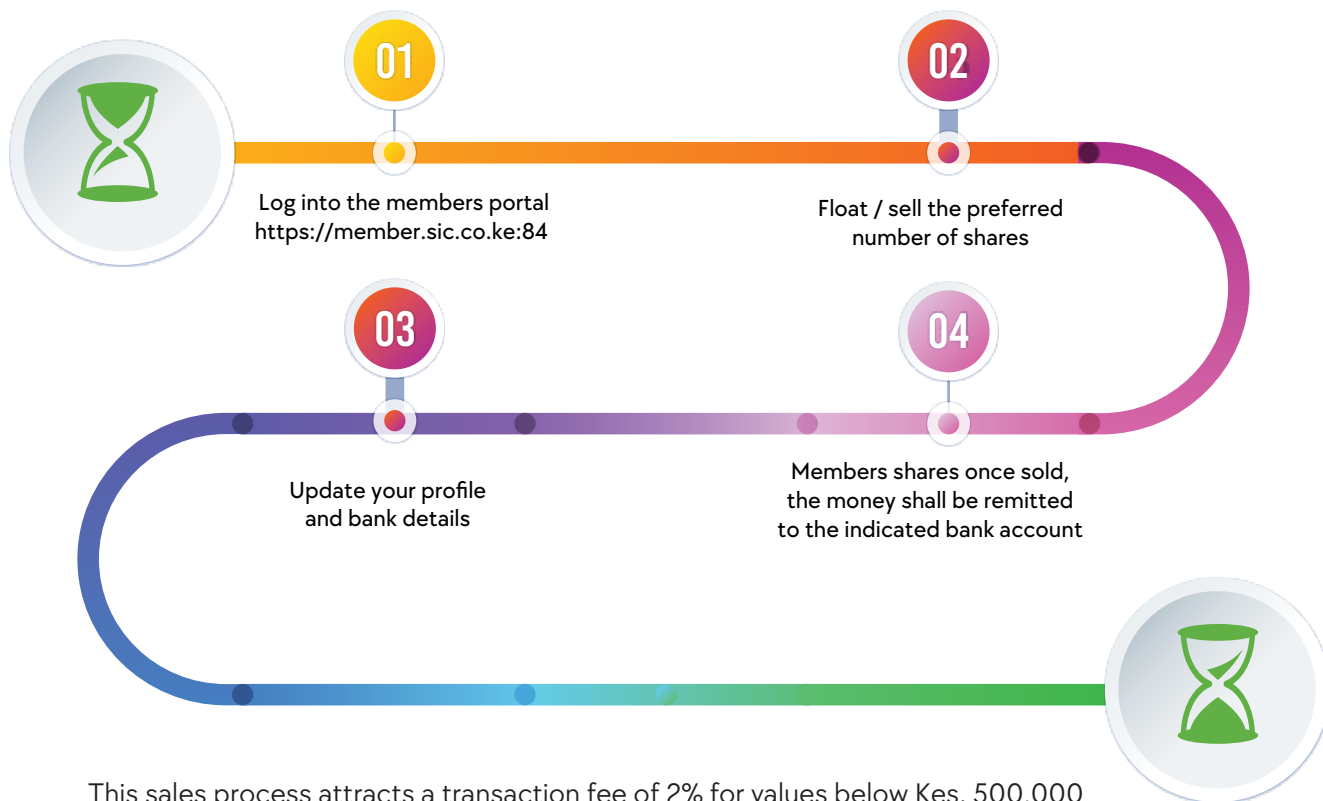 01
Log into the members portal
https://member.sic.co.ke:84
02
Float / sell the preferred
number of shares
03
Update your profile
and bank details
04
Members shares once sold,
the money shall be remitted
to the indicated bank account
This sales process attracts a transaction fee of 2% for values below Kes. 500,000